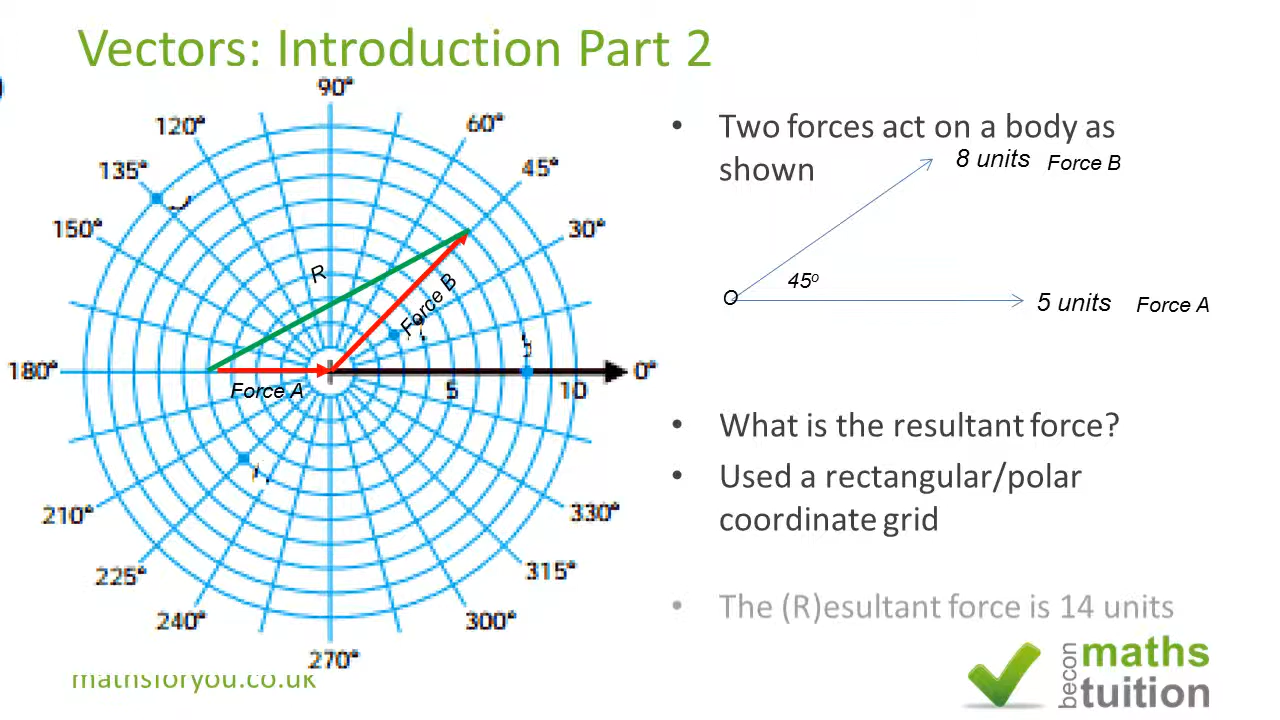 Vectors: Introduction Part 2
90°
120°
60°
135°
45°
150°
30°
180°
0°
5
10
210°
330°
225°
315°
240°
300°
270°
R
Force B
Force A
• Two forces act on a body as
shown
8 units Force B
45º
O
5 units Force A
• What is the resultant force?
• Used a rectangular/polar
coordinate grid
• The (R)esultant force is 14 units
mathsforyou.co.uk
becon
maths
tuition